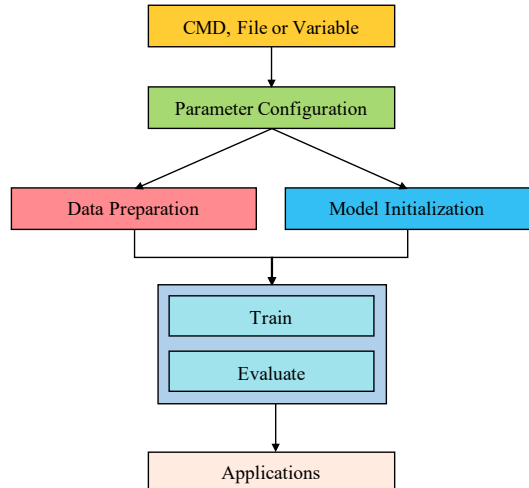 CMD, File or Variable
Parameter Configuration
Data Preparation
Model Initialization
Train
Evaluate
Applications